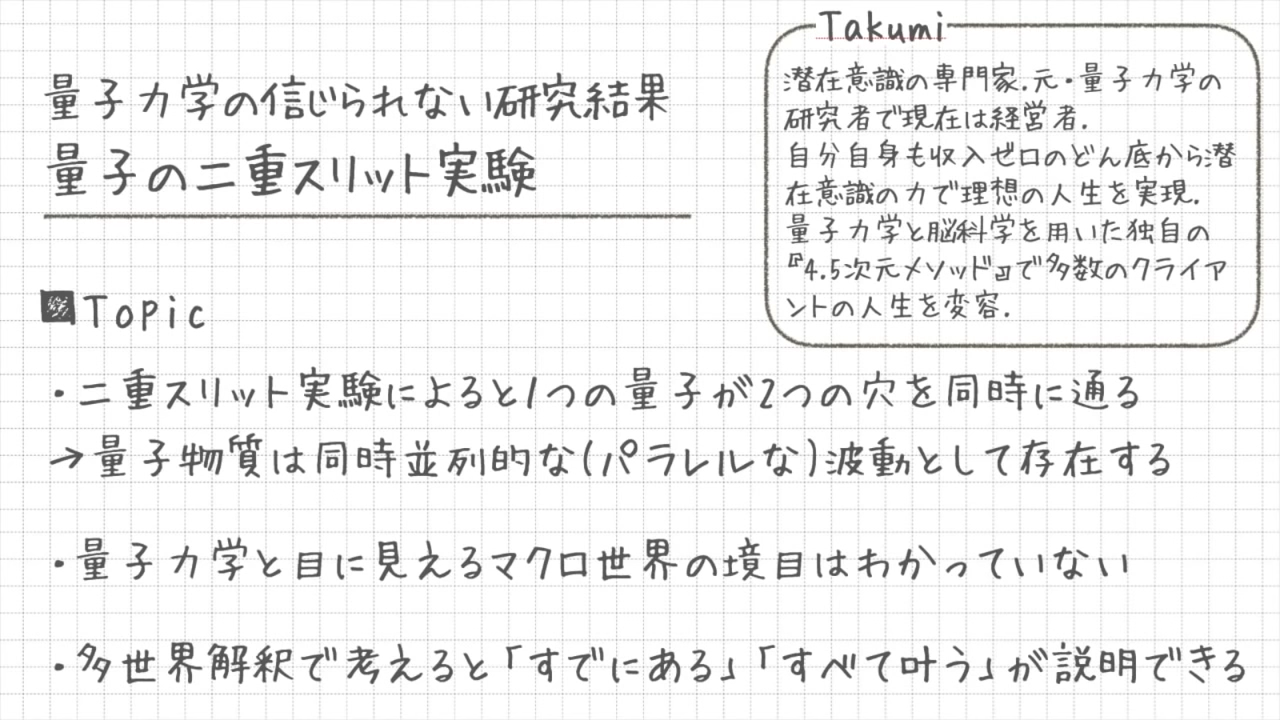 量子力学の信じられない研究結果
量子の二重スリット実験
Takumi
潜在意識の専門家.元・量子力学の
研究者で現在は経営者.
自分自身も収入ゼロのどん底から潜
在意識の力で理想の人生を実現.
量子力学と脳科学を用いた独自の
『4.5次元メソッド』で多数のクライア
ントの人生を変容.
Topic
・二重スリット実験によると1つの量子が2つの穴を同時に通る
→量子物質は同時並列的な(パラレルな)波動として存在する
・量子力学と目に見えるマクロ世界の境目はわかっていない
・多世界解釈で考えると「すでにある」「すべて叶う」が説明できる